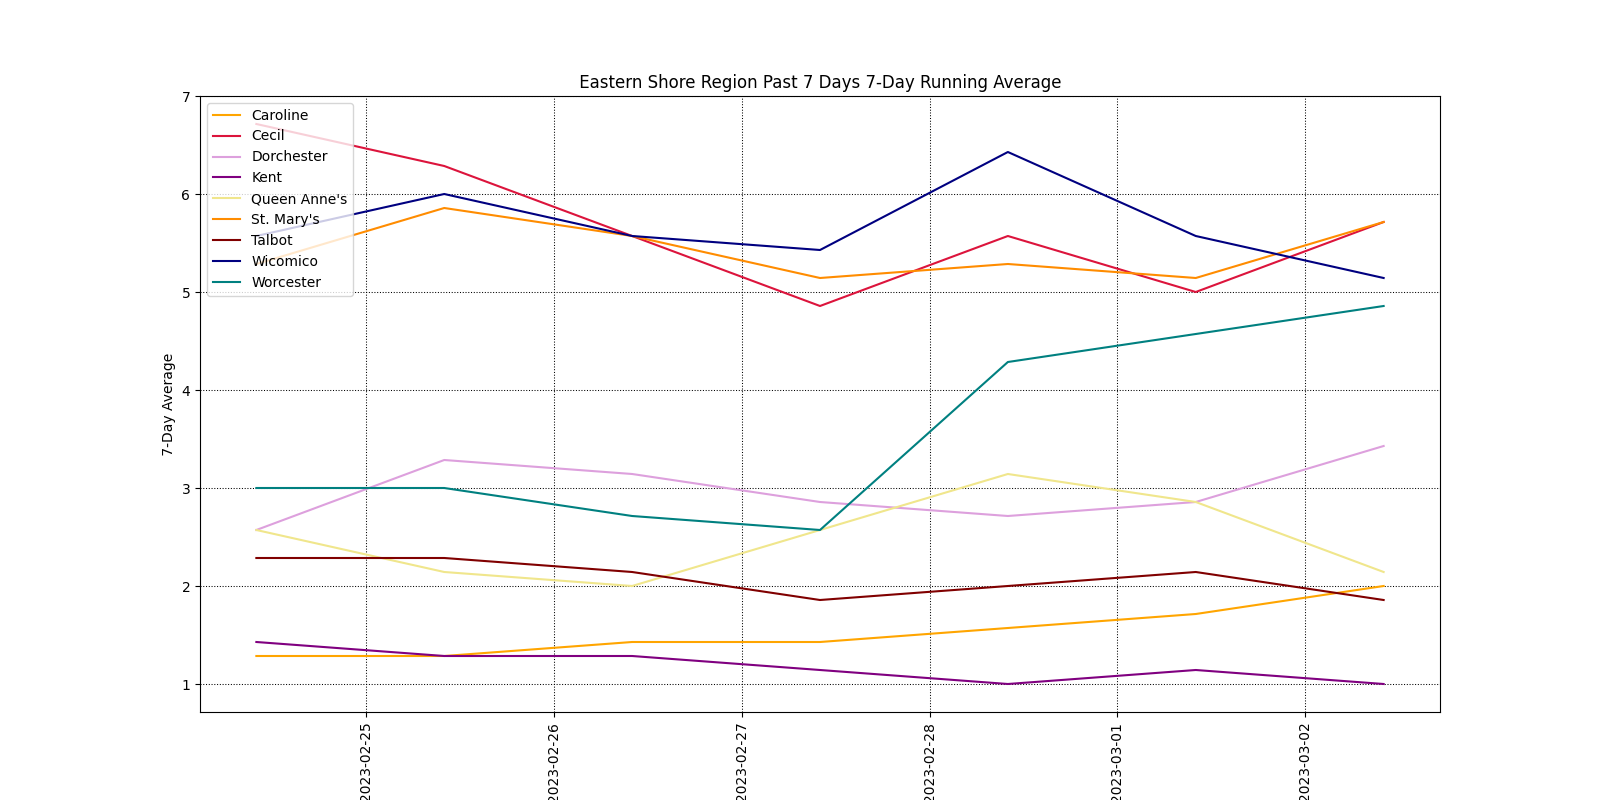 Eastern Shore Region Past 7 Days 7-Day Running Average
7
6
5
4
3
2
1
7-Day Average
Caroline
Cecil
Dorchester
Kent
Queen Anne's
St. Mary's
Talbot
Wicomico
Worcester
2023-02-25
2023-02-26
2023-02-27
2023-02-28
2023-03-01
2023-03-02